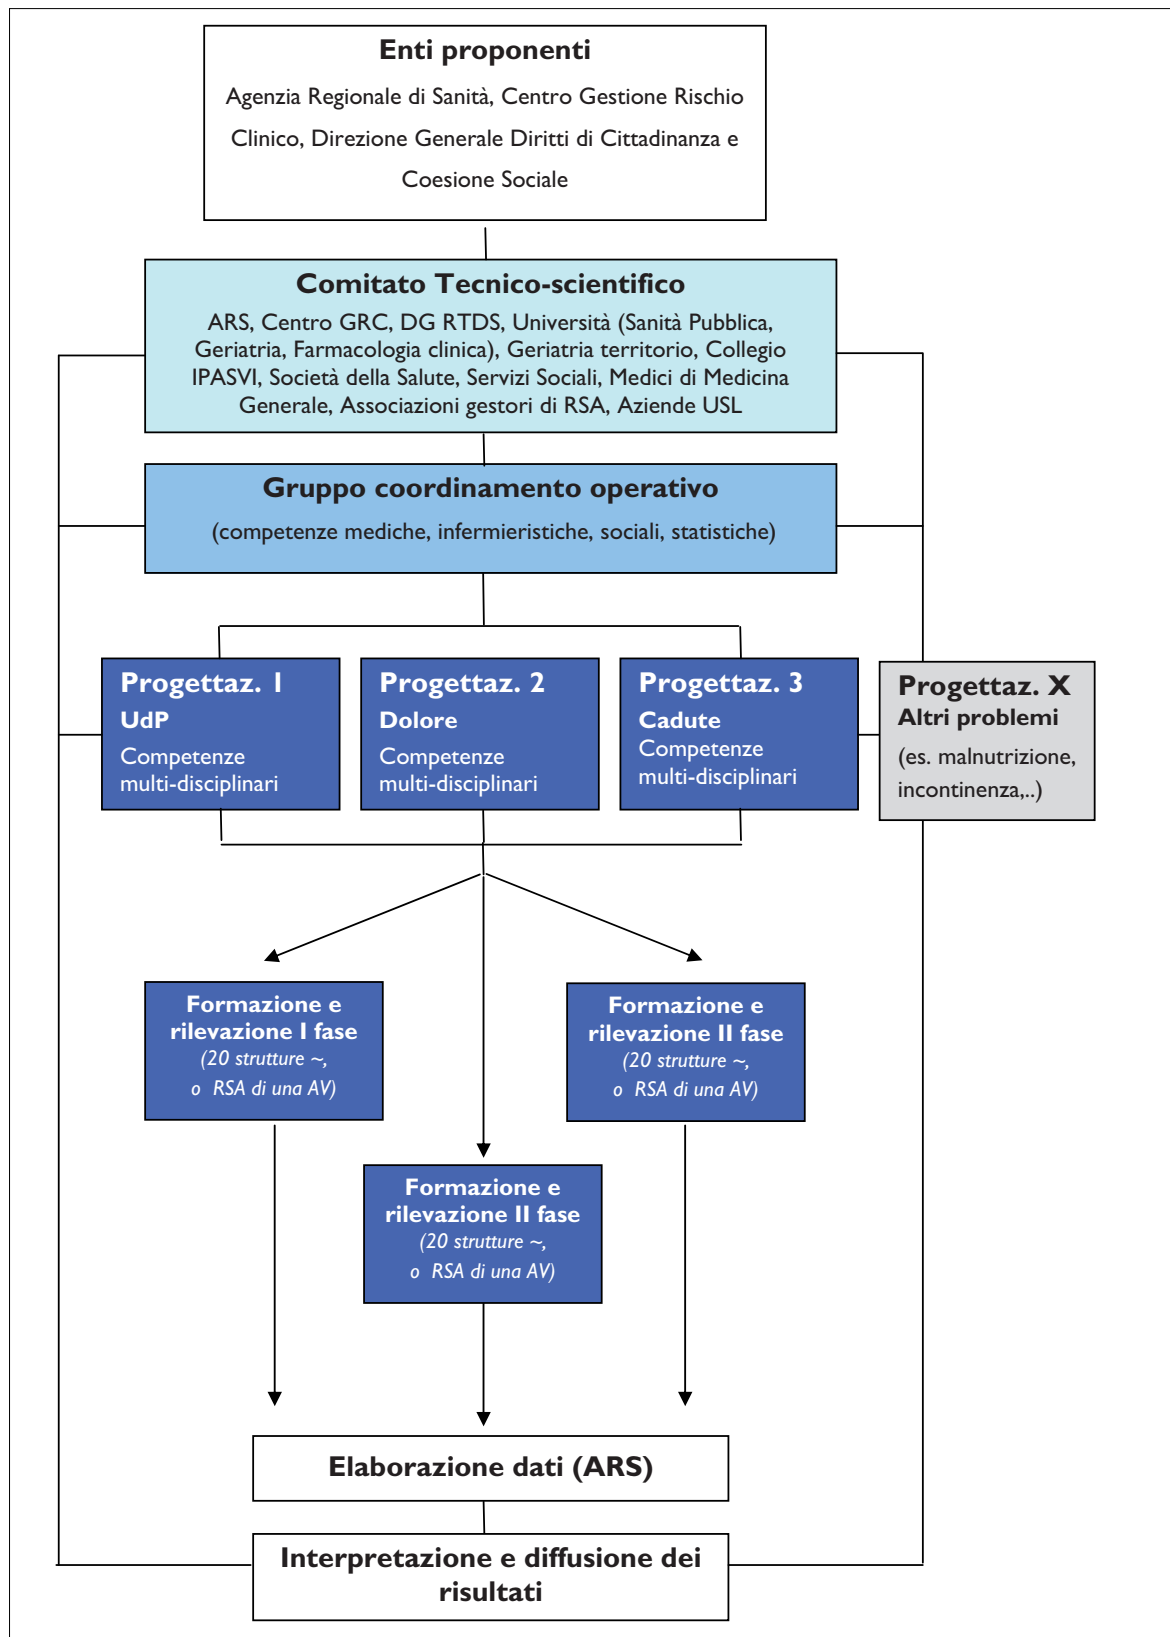 Enti proponenti
Agenzia Regionale di Sanità, Centro Gestione Rischio
Clinico, Direzione Generale Diritti di Cittadinanza e
Coesione Sociale
Comitato Tecnico-scientifico
ARS, Centro GRC, DG RTDS, Università (Sanità Pubblica,
Geriatria, Farmacologia clinica), Geriatria territorio, Collegio
IPASVI, Società della Salute, Servizi Sociali, Medici di Medicina
Generale, Associazioni gestori di RSA, Aziende USL
Gruppo coordinamento operativo
(competenze mediche, infermieristiche, sociali, statistiche)
Progettaz. 1
UdP
Competenze
multi-disciplinari
Progettaz. 2
Dolore
Competenze
multi-disciplinari
Progettaz. 3
Cadute
Competenze
multi-disciplinari
Progettaz. X
Altri problemi
(es. malnutrizione,
incontinenza,..)
Formazione e
rilevazione I fase
(20 strutture ~,
o RSA di una AV)
Formazione e
rilevazione II fase
(20 strutture ~,
o RSA di una AV)
Formazione e
rilevazione II fase
(20 strutture ~,
o RSA di una AV)
Elaborazione dati (ARS)
Interpretazione e diffusione dei
risultati